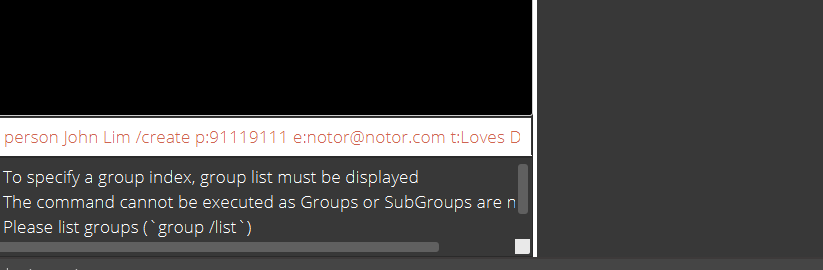 person John Lim /create p:91119111 e:notor@notor.com t:Loves D
To specify a group index, group list must be displayed
The command cannot be executed as Groups or SubGroups are n
Please list groups (`group /list`)